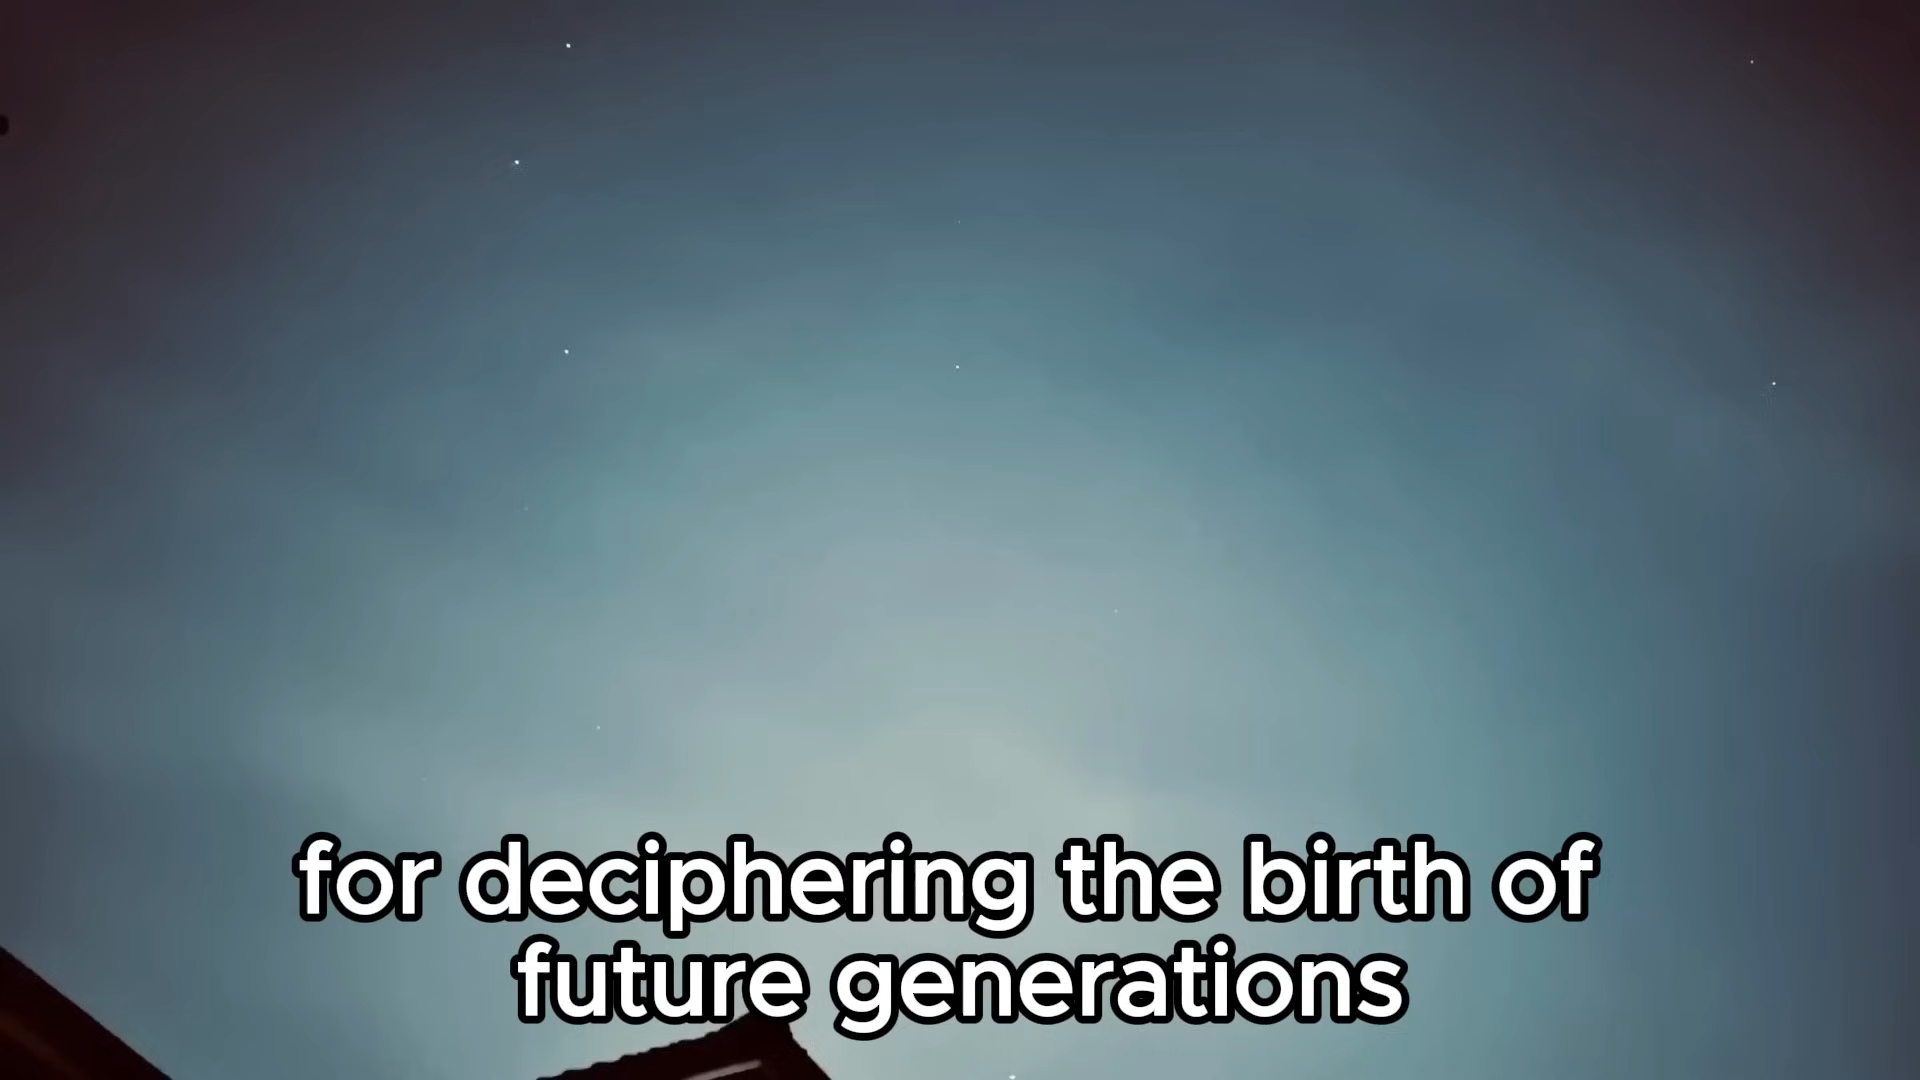 for deciphering the birth of
future generations